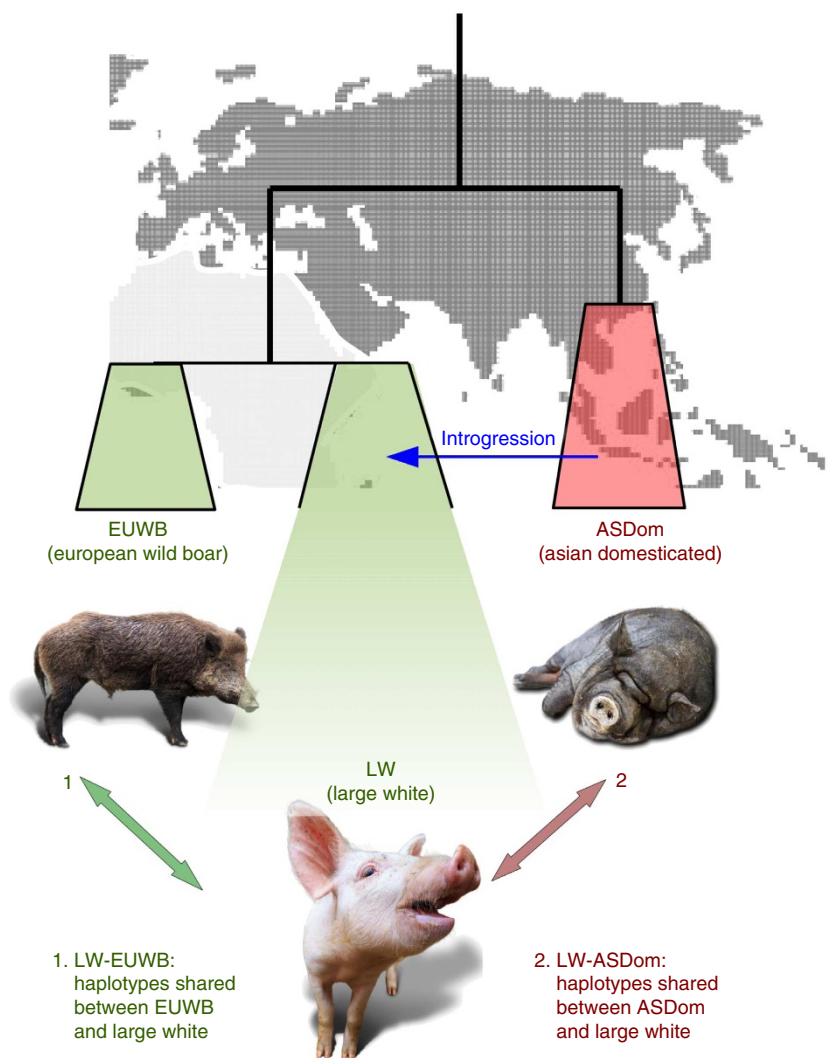 Introgression
EUWB
(european wild boar)
ASDom
(asian domesticated)
LW
(large white)
1
2
1. LW-EUWB:
haplotypes shared
between EUWB
and large white
2. LW-ASDom:
haplotypes shared
between ASDom
and large white